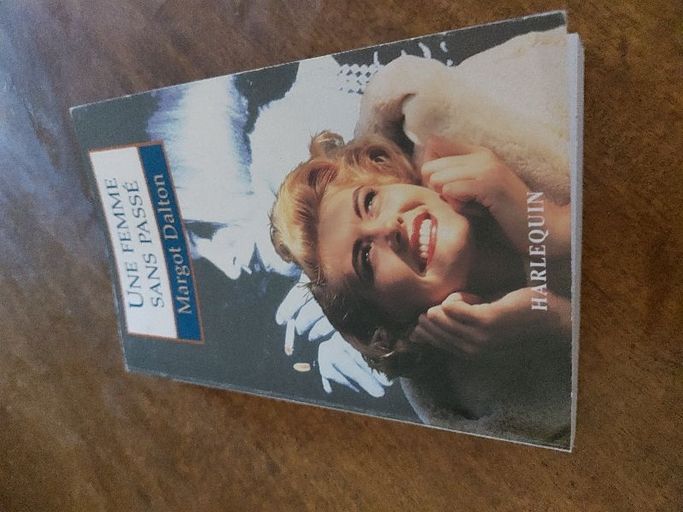 UNE FEMME
SANS PASSÉ
Margot Dalton
HARLEQUIN